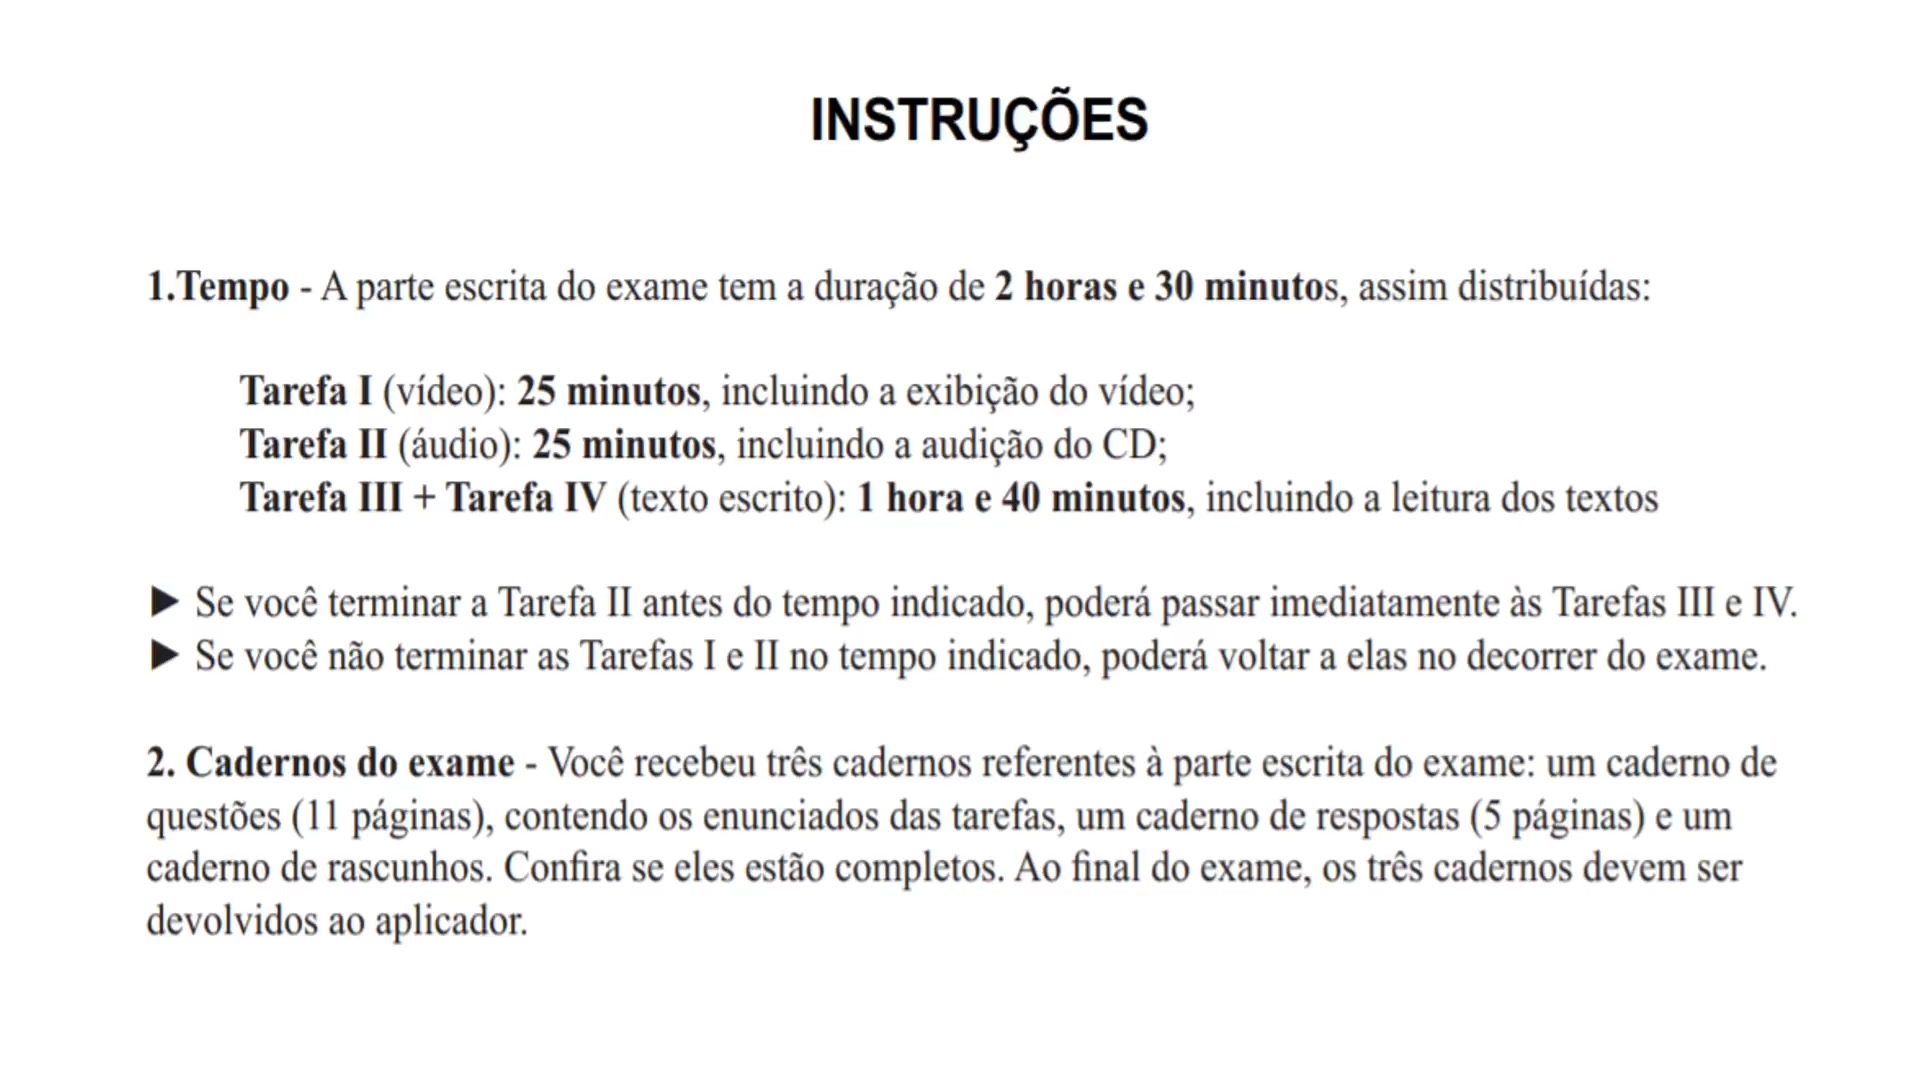 INSTRUÇÕES
1.Tempo - A parte escrita do exame tem a duração de 2 horas e 30 minutos, assim distribuídas:
Tarefa I (vídeo): 25 minutos, incluindo a exibição do vídeo;
Tarefa II (áudio): 25 minutos, incluindo a audição do CD;
Tarefa III + Tarefa IV (texto escrito): 1 hora e 40 minutos, incluindo a leitura dos textos
► Se você terminar a Tarefa II antes do tempo indicado, poderá passar imediatamente às Tarefas III e IV.
► Se você não terminar as Tarefas I e II no tempo indicado, poderá voltar a elas no decorrer do exame.
2. Cadernos do exame - Você recebeu três cadernos referentes à parte escrita do exame: um caderno de
questões (11 páginas), contendo os enunciados das tarefas, um caderno de respostas (5 páginas) e um
caderno de rascunhos. Confira se eles estão completos. Ao final do exame, os três cadernos devem ser
devolvidos ao aplicador.